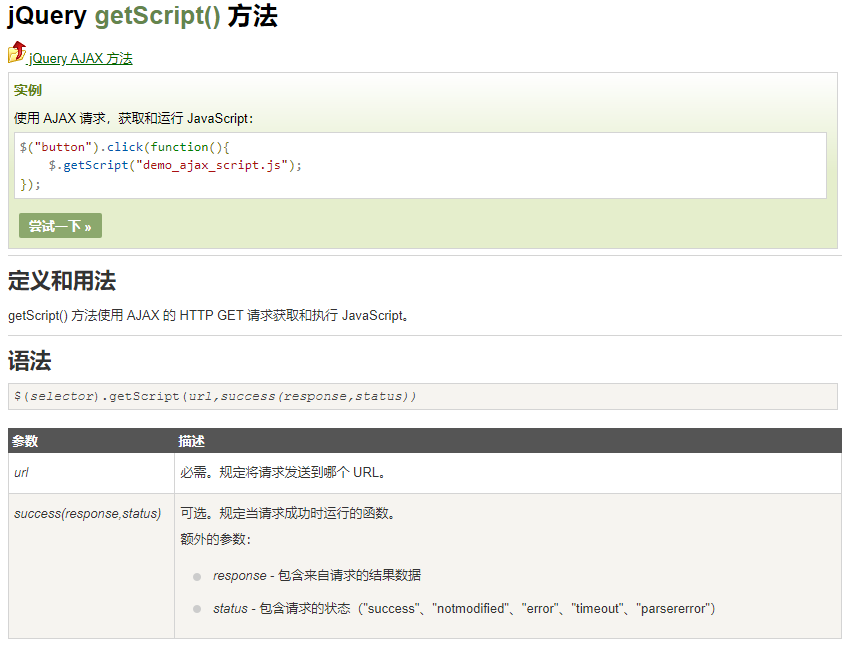 jQuery getScript() 方法
jQuery AJAX 方法
实例
使用 AJAX 请求，获取和运行 JavaScript：
$("button").click(function(){
    $.getScript("demo_ajax_script.js");
});
尝试一下 »
定义和用法
getScript() 方法使用 AJAX 的 HTTP GET 请求获取和执行 JavaScript。
语法
$(selector).getScript(url,success(response,status))
参数 描述
url 必需。规定将请求发送到哪个 URL。
success(response,status) 可选。规定当请求成功时运行的函数。
额外的参数：
response - 包含来自请求的结果数据
status - 包含请求的状态（"success"、"notmodified"、"error"、"timeout"、"parsererror"）